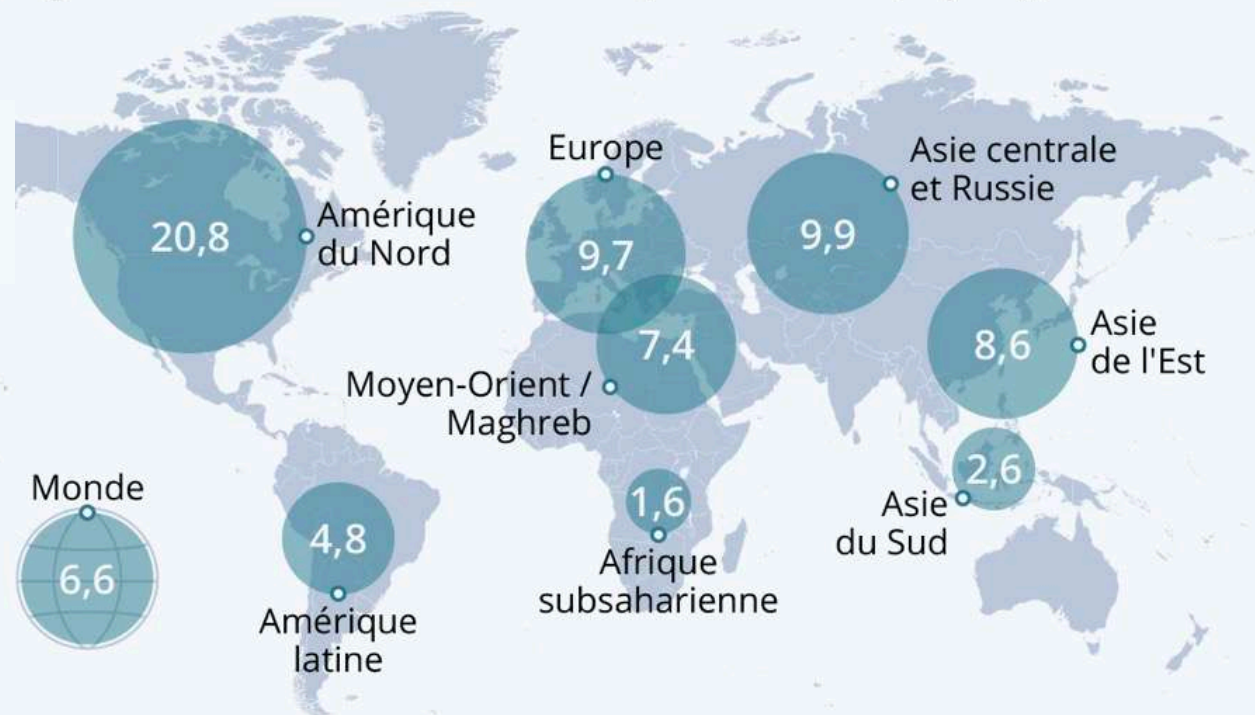 Europe
Asie centrale
et Russie
20,8
Amérique
du Nord
9,7
9,9
7,4
8,6
Asie
de l'Est
Moyen-Orient /
Maghreb
Monde
6,6
4,8
Amérique
latine
1,6
Afrique
subsaharienne
2,6
Asie
du Sud